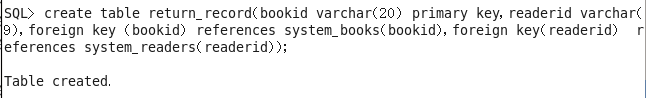 SQL> create table return_record(bookid varchar(20) primary key, readerid varchar(
9), foreign key (bookid) references system_books(bookid), foreign key(readerid)  r
eferences system_readers(readerid));
Table created.